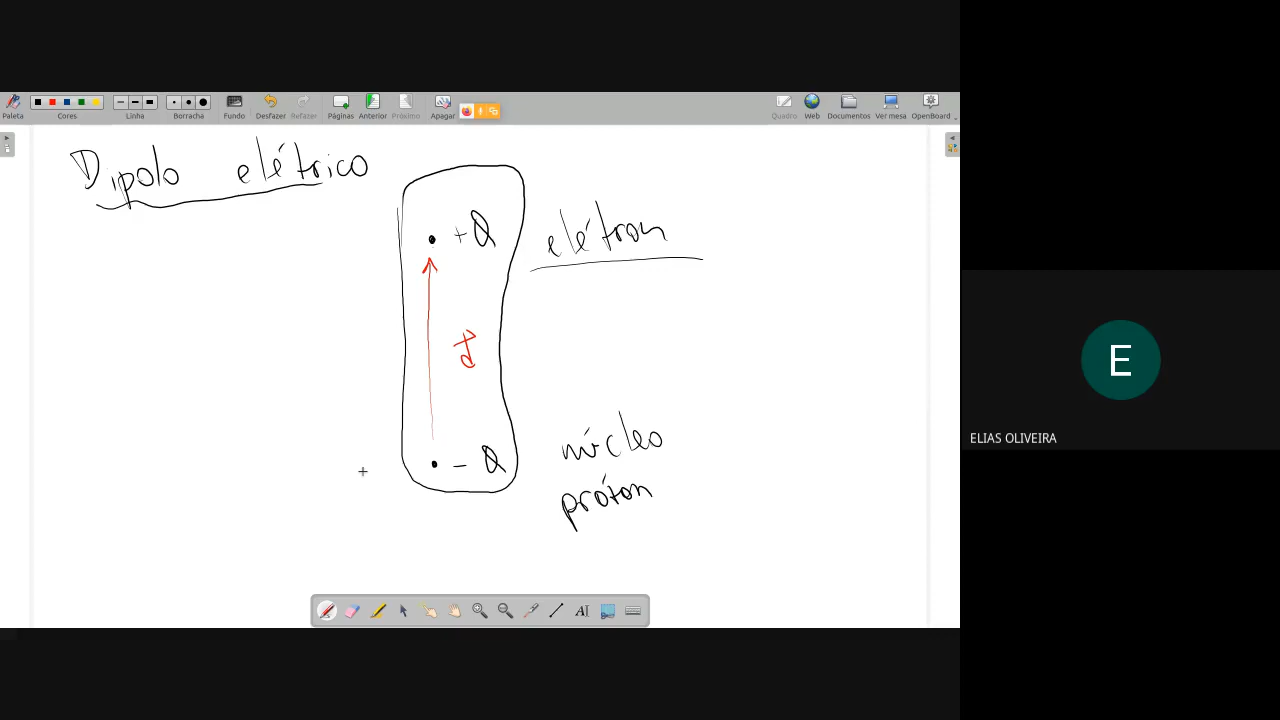 Paleta Cores Linha Borracha Fundo Desfazer Refazer Páginas Anterior Próximo Apagar Quadro Web Documentos Ver mesa OpenBoard
Dipolo elétrico
+Q
elétron
- Q
núcleo
próton
E
ELIAS OLIVEIRA